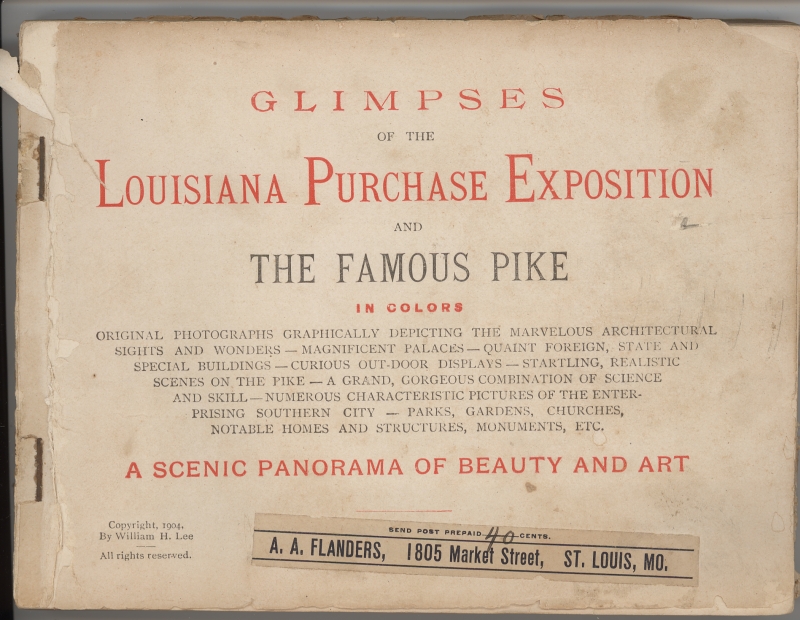 GLIMPSES
OF THE
LOUISIANA PURCHASE EXPOSITION
AND
THE FAMOUS PIKE
IN COLORS
ORIGINAL PHOTOGRAPHS GRAPHICALLY DEPICTING THE MARVELOUS ARCHITECTURAL
SIGHTS AND WONDERS — MAGNIFICENT PALACES — QUAINT FOREIGN, STATE AND
SPECIAL BUILDINGS — CURIOUS OUT-DOOR DISPLAYS — STARTLING, REALISTIC
SCENES ON THE PIKE — A GRAND, GORGEOUS COMBINATION OF SCIENCE
AND SKILL — NUMEROUS CHARACTERISTIC PICTURES OF THE ENTER-
PRISING SOUTHERN CITY — PARKS, GARDENS, CHURCHES,
NOTABLE HOMES AND STRUCTURES, MONUMENTS, ETC.
A SCENIC PANORAMA OF BEAUTY AND ART
Copyright, 1904,
By William H. Lee
All rights reserved.
SEND POST PREPAID 40 CENTS.
A. A. FLANDERS, 1805 Market Street, ST. LOUIS, MO.